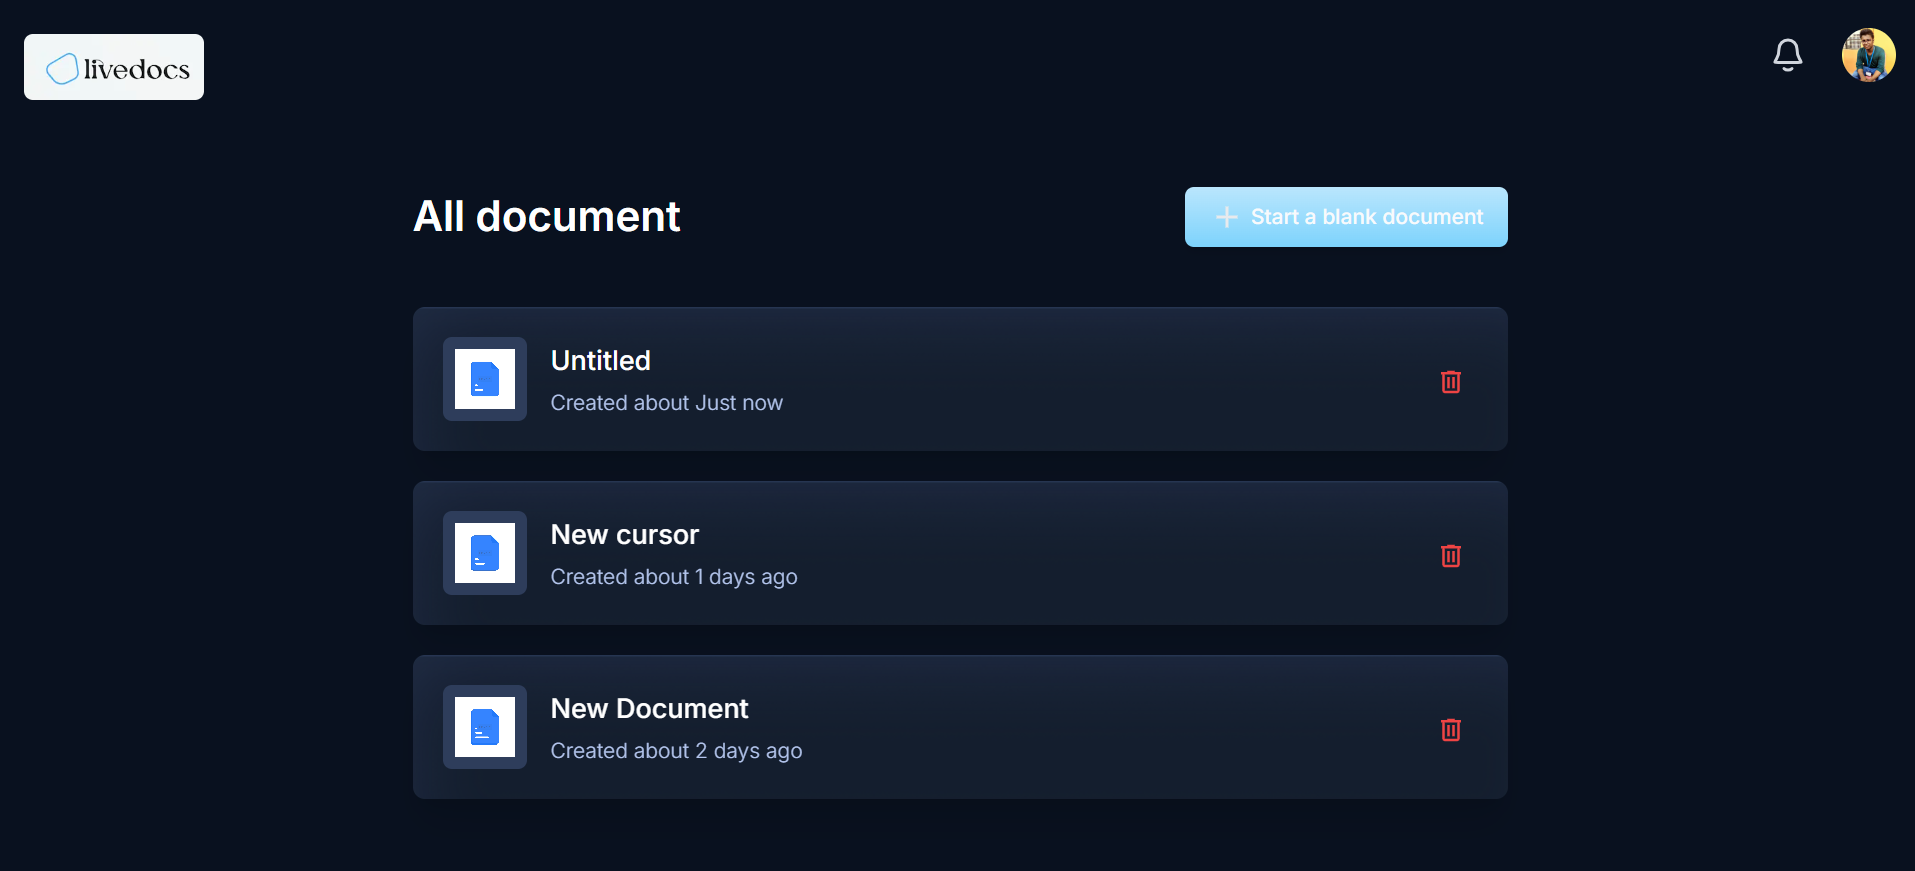 livedocs
All document
Start a blank document
Untitled
Created about Just now
New cursor
Created about 1 days ago
New Document
Created about 2 days ago